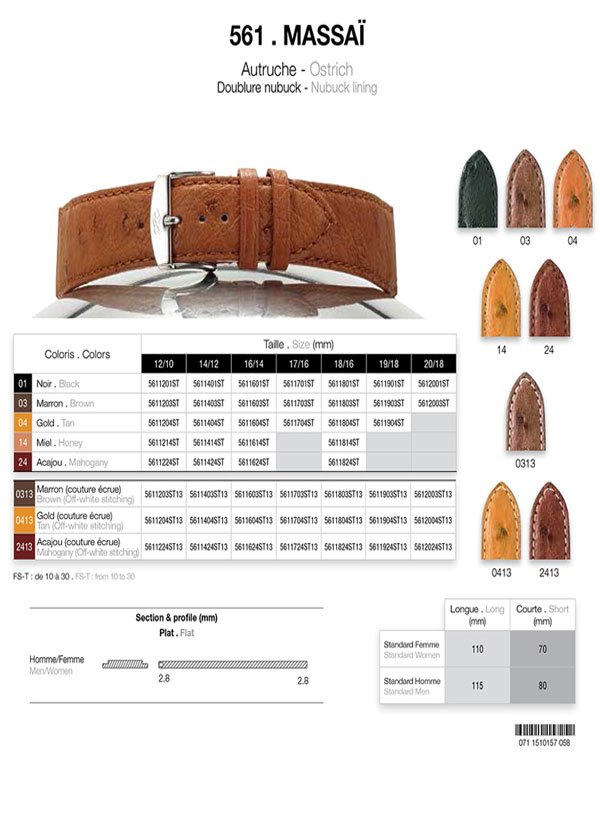 561 . MASSAÏ
Autruche - Ostrich
Doublure nubuck - Nubuck lining
01 03 04
14 24
0313
0413 2413
Coloris . Colors
Taille . Size (mm)
12/10 14/12 16/14 17/16 18/16 19/18 20/18
01 Noir . Black 5611201ST 5611401ST 5611601ST 5611701ST 5611801ST 5611901ST 5612001ST
03 Marron . Brown 5611203ST 5611403ST 5611603ST 5611703ST 5611803ST 5611903ST 5612003ST
04 Gold . Tan 5611204ST 5611404ST 5611604ST 5611704ST 5611804ST 5611904ST
14 Miel . Honey 5611214ST 5611414ST 5611614ST 5611814ST
24 Acajou . Mahogany 5611224ST 5611424ST 5611624ST 5611824ST
0313 Marron (couture écrue) 5611203ST13 5611403ST13 5611603ST13 5611703ST13 5611803ST13 5611903ST13 5612003ST13
Brown (Off-white stitching)
0413 Gold (couture écrue) 5611204ST13 5611404ST13 5611604ST13 5611704ST13 5611804ST13 5611904ST13 5612004ST13
Tan (Off-white stitching)
2413 Acajou (couture écrue) 5611224ST13 5611424ST13 5611624ST13 5611724ST13 5611824ST13 5611924ST13 5612024ST13
Mahogany (Off-white stitching)
FS-T : de 10 à 30 . FS-T : from 10 to 30
Section & profile (mm)
Plat . Flat
Homme/Femme
Men/Women
2.8 2.8
Longue . Long (mm) Courte . Short (mm)
Standard Femme 110 70
Standard Women
Standard Homme 115 80
Standard Men
071 1510157 058